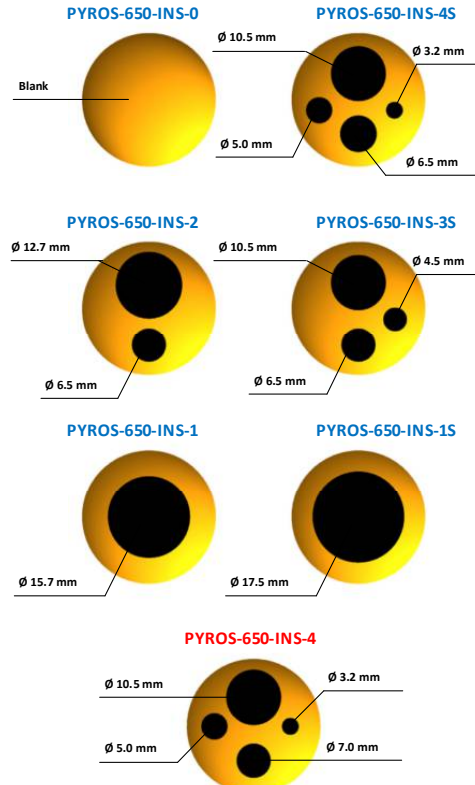 PYROS-650-INS-0
Blank
PYROS-650-INS-4S
Ø 10.5 mm
Ø 3.2 mm
Ø 5.0 mm
Ø 6.5 mm
PYROS-650-INS-2
Ø 12.7 mm
Ø 6.5 mm
PYROS-650-INS-3S
Ø 10.5 mm
Ø 4.5 mm
Ø 6.5 mm
PYROS-650-INS-1
Ø 15.7 mm
PYROS-650-INS-1S
Ø 17.5 mm
PYROS-650-INS-4
Ø 10.5 mm
Ø 3.2 mm
Ø 5.0 mm
Ø 7.0 mm